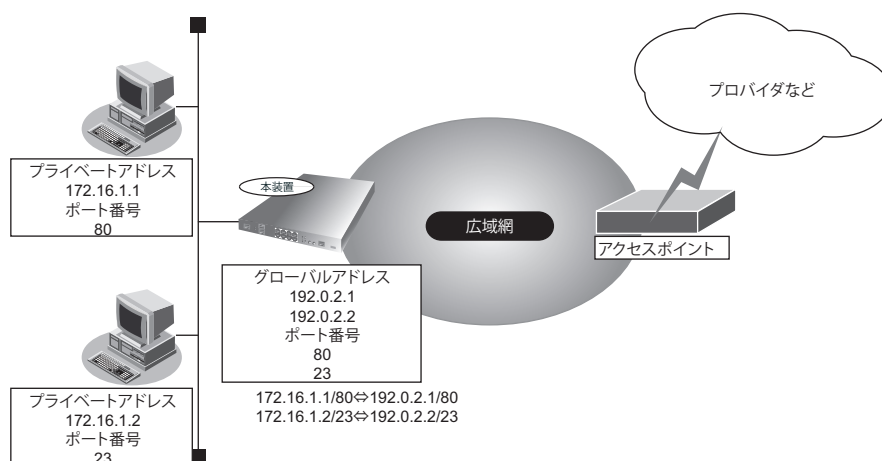 プロバイダなど
プライベートアドレス
172.16.1.1
ポート番号
80
本装置
広域網
アクセスポイント
グローバルアドレス
192.0.2.1
192.0.2.2
ポート番号
80
23
172.16.1.1/80⇔192.0.2.1/80
172.16.1.2/23⇔192.0.2.2/23
プライベートアドレス
172.16.1.2
ポート番号
23